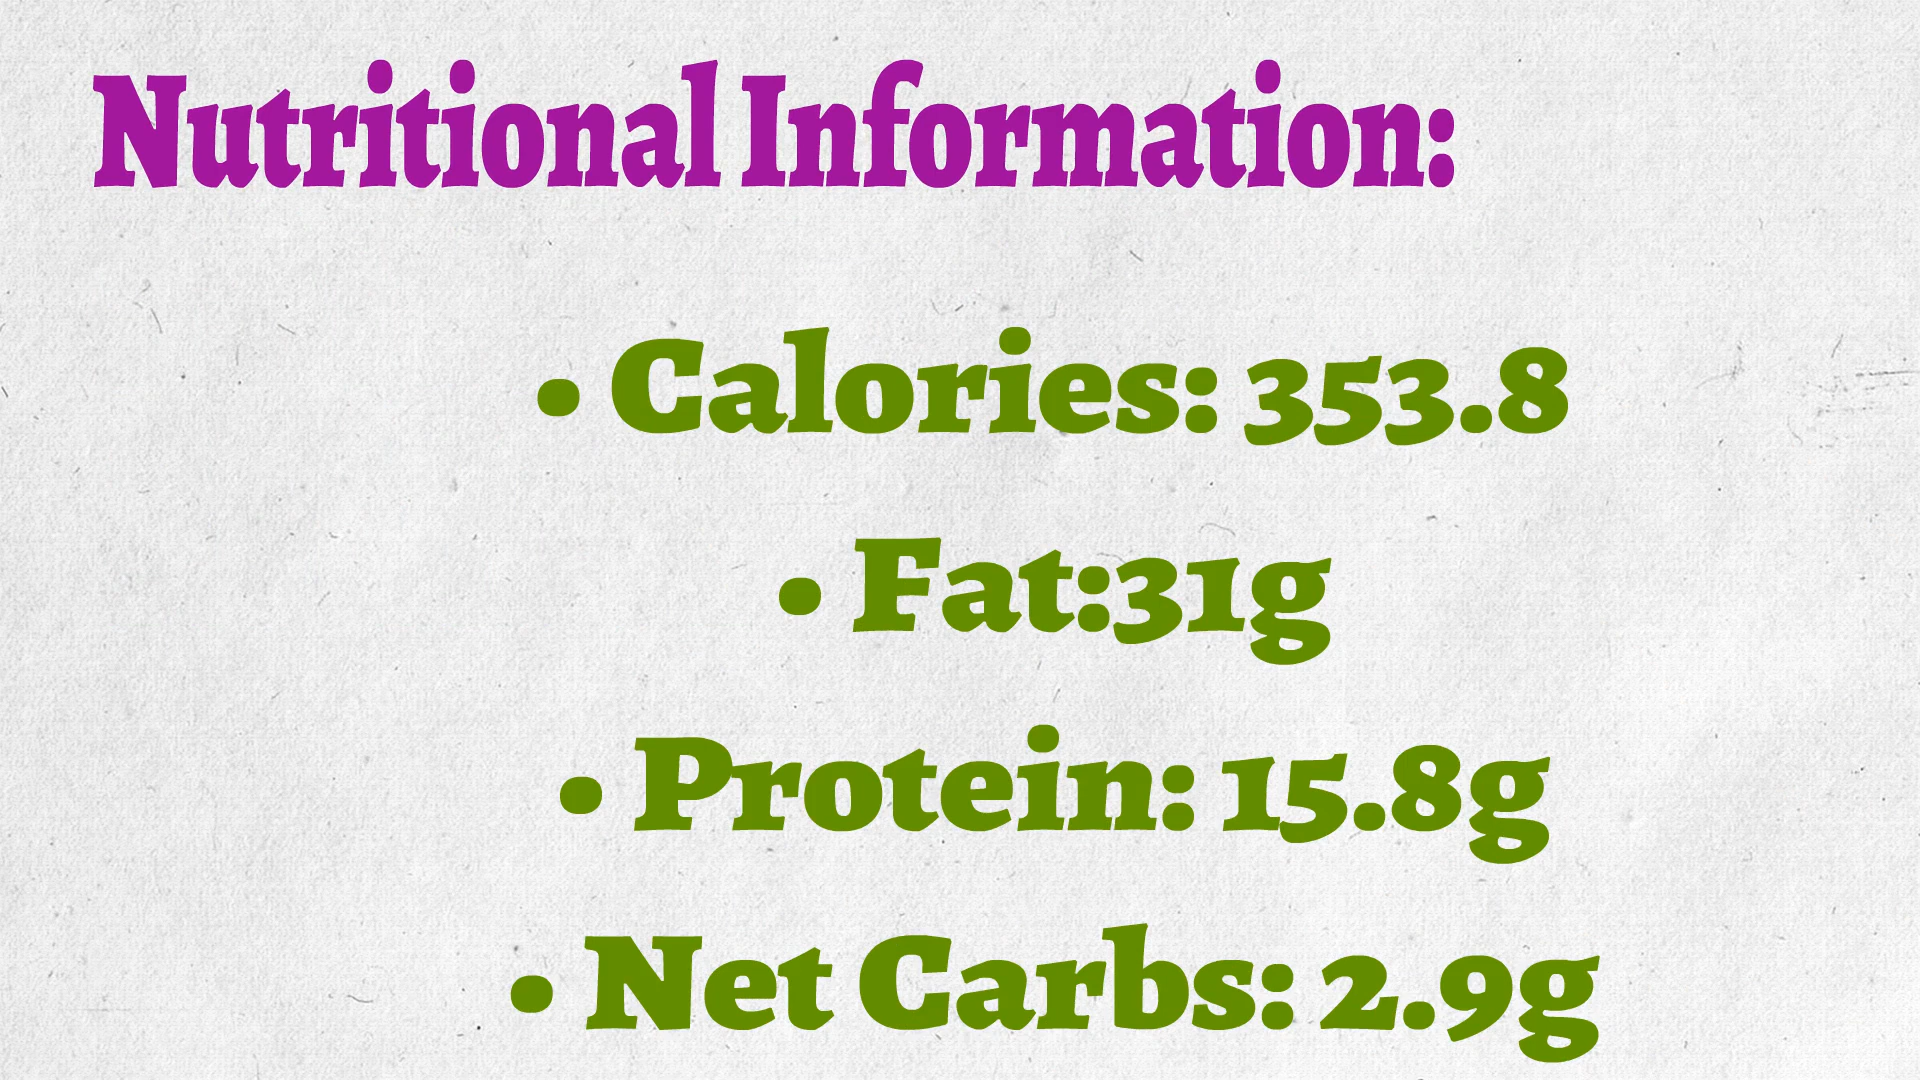 Nutritional Information:
• Calories: 353.8
• Fat:31g
• Protein: 15.8g
• Net Carbs: 2.9g